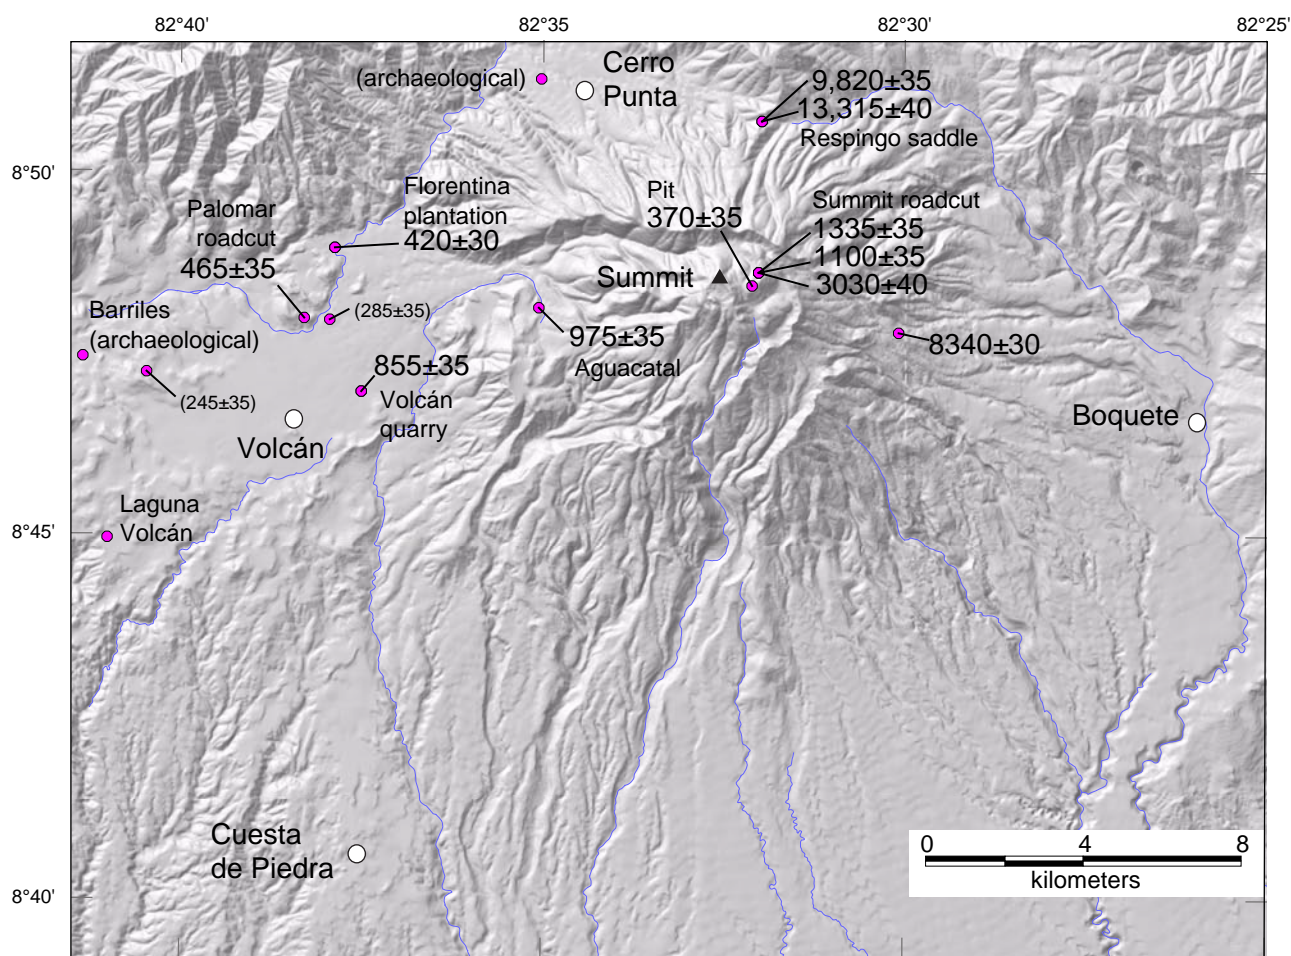 82°40'
82°35
82°30'
82°25'
8°50'
8°45'
8°40'
(archaeological)
Cerro
Punta
9,820±35
13,315±40
Respingo saddle
Florentina
plantation
420±30
Palomar
roadcut
465±35
Pit
370±35
Summit roadcut
1335±35
1100±35
3030±40
Summit
Barriles
(archaeological)
(285±35)
975±35
Aguacatal
8340±30
855±35
Volcán
quarry
(245±35)
Volcán
Boquete
Laguna
Volcán
Cuesta
de Piedra
0 4 8
kilometers